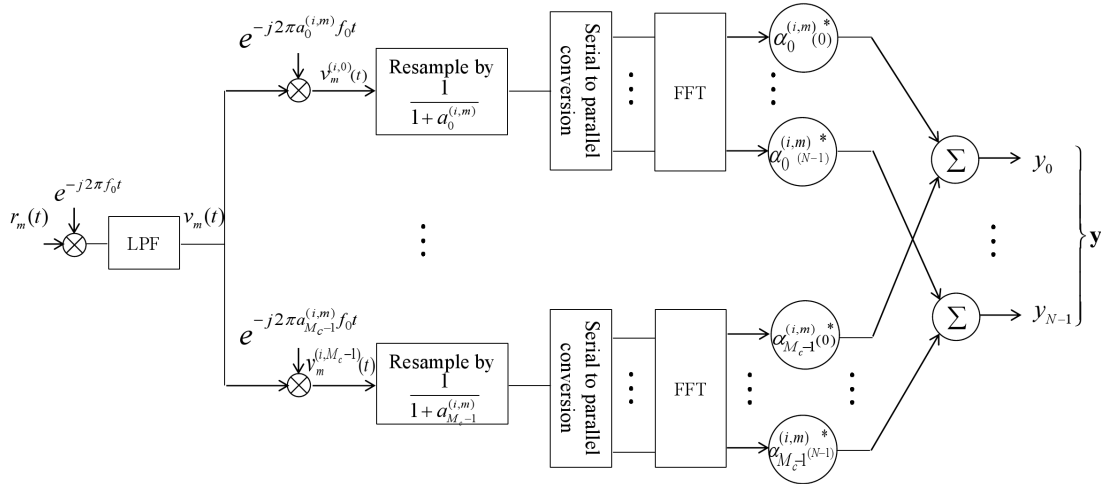 r_m(t)
e^{-j2πf_0t}
LPF
v_m(t)
e^{-j2πa_0^{(i,m)}f_0t}
v_m^{(i,0)}(t)
Resample by
1
1+a_0^{(i,m)}
Serial to parallel
conversion
FFT
α_0^{(i,m)*}(0)
α_0^{(i,m)*}(N-1)
Σ
y_0
y
e^{-j2πa_{M_c-1}^{(i,m)}f_0t}
v_m^{(i,M_c-1)}(t)
Resample by
1
1+a_{M_c-1}^{(i,m)}
Serial to parallel
conversion
FFT
α_{M_c-1}^{(i,m)*}(0)
α_{M_c-1}^{(i,m)*}(N-1)
Σ
y_{N-1}